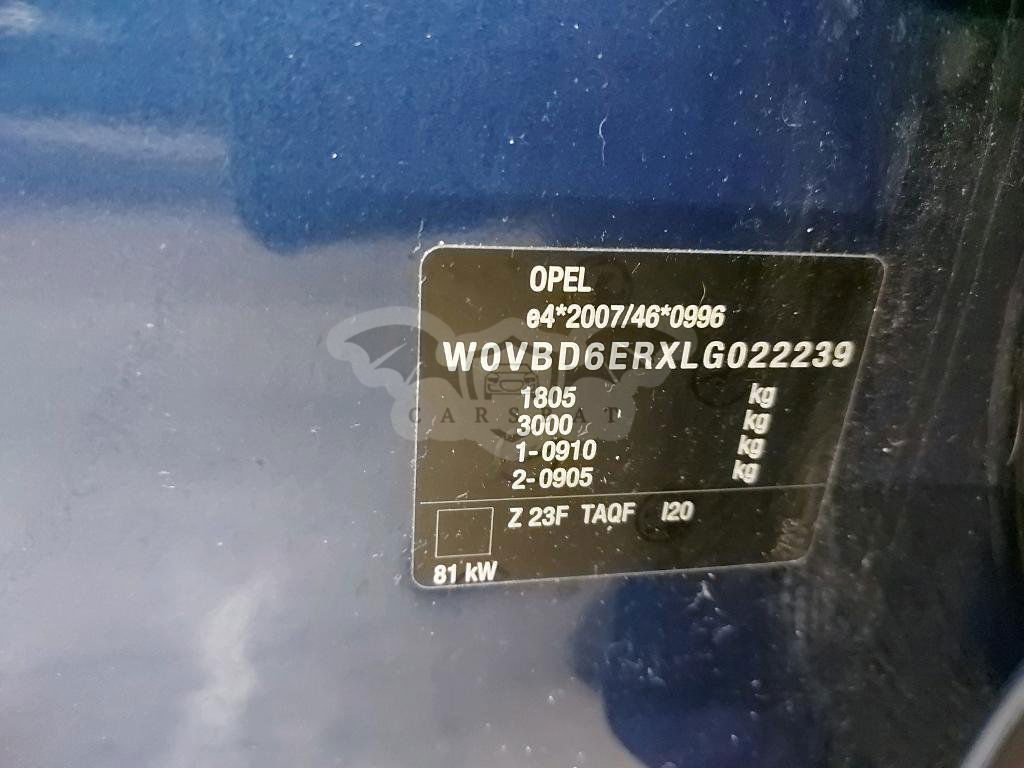 OPEL
e4*2007/46*0996
W0VBD6ERXLG022239
1805 kg
3000 kg
1-0910 kg
2-0905 kg
CARSPAT
Z 23F TAQF I20
81 kW